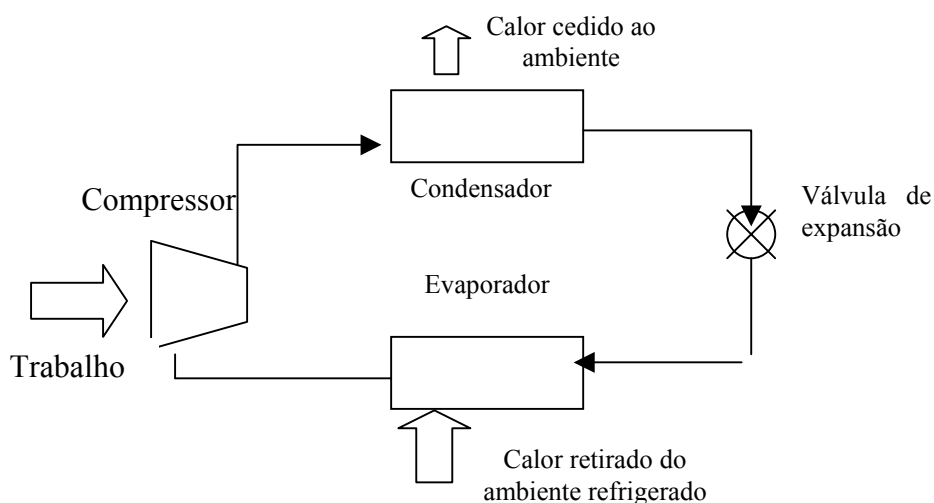 Calor cedido ao
ambiente
Condensador
Compressor
Válvula de
expansão
Evaporador
Trabalho
Calor retirado do
ambiente refrigerado